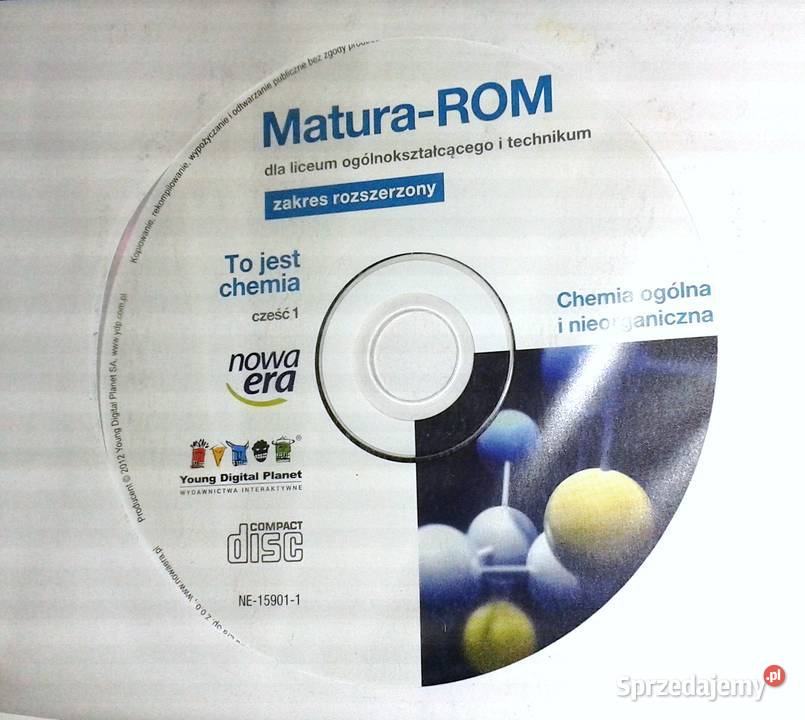 Kopiowanie, rekompilowanie, wypożyczanie i odtwarzanie publiczne bez zgody
Matura-ROM
dla liceum ogólnokształcącego i technikum
zakres rozszerzony
To jest
chemia
cześć 1
Chemia ogólna
i nieorganiczna
nowa
era
®
Young Digital Planet
WYDAWNICTWA INTERAKTYWNE
COMPACT
disc
NE-15901-1
Producent © 2012 Young Digital Planet SA, www.ydp.com.pl
Sp. z o.o., www.nowaera.pl
Sprzedajemy.pl